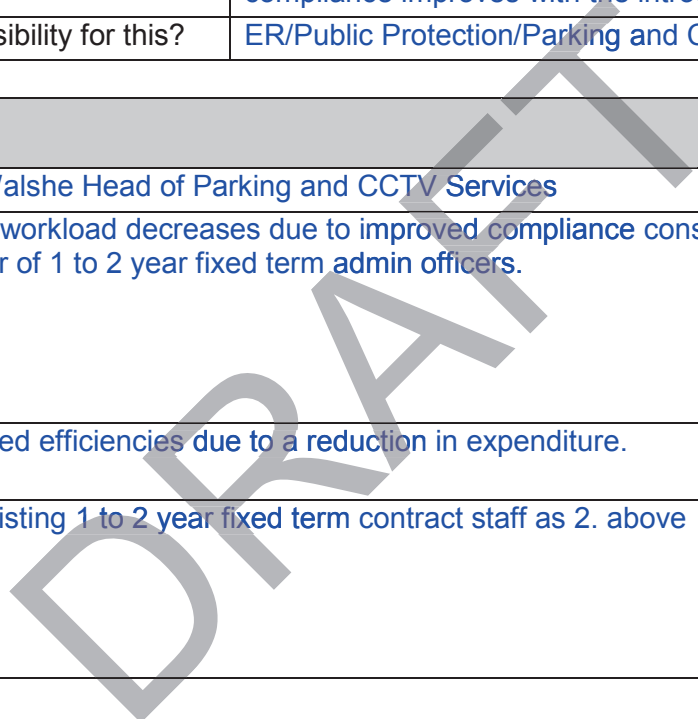 compliance improves with the intro
sibility for this? ER/Public Protection/Parking and C
Walshe Head of Parking and CCTV Services
workload decreases due to improved compliance cons
r of 1 to 2 year fixed term admin officers.
ed efficiencies due to a reduction in expenditure.
isting 1 to 2 year fixed term contract staff as 2. above
DRAFT